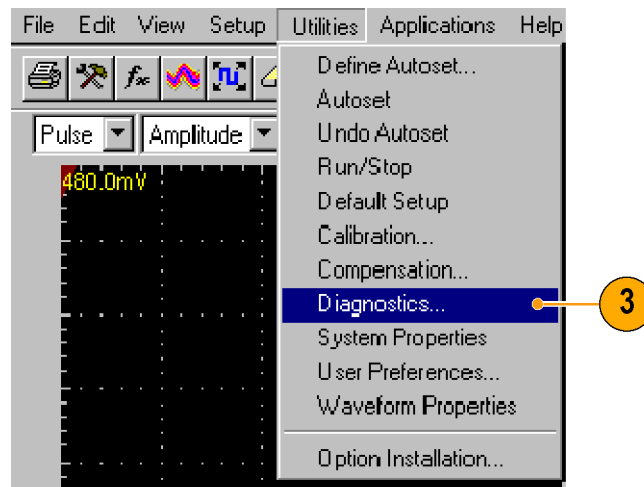 File Edit View Setup Utilities Applications Help
Define Autoset...
Autoset
Undo Autoset
Run/Stop
Default Setup
Calibration...
Compensation...
Diagnostics...
System Properties
User Preferences...
Waveform Properties
Option Installation...
Pulse Amplitude
480.0mV
3